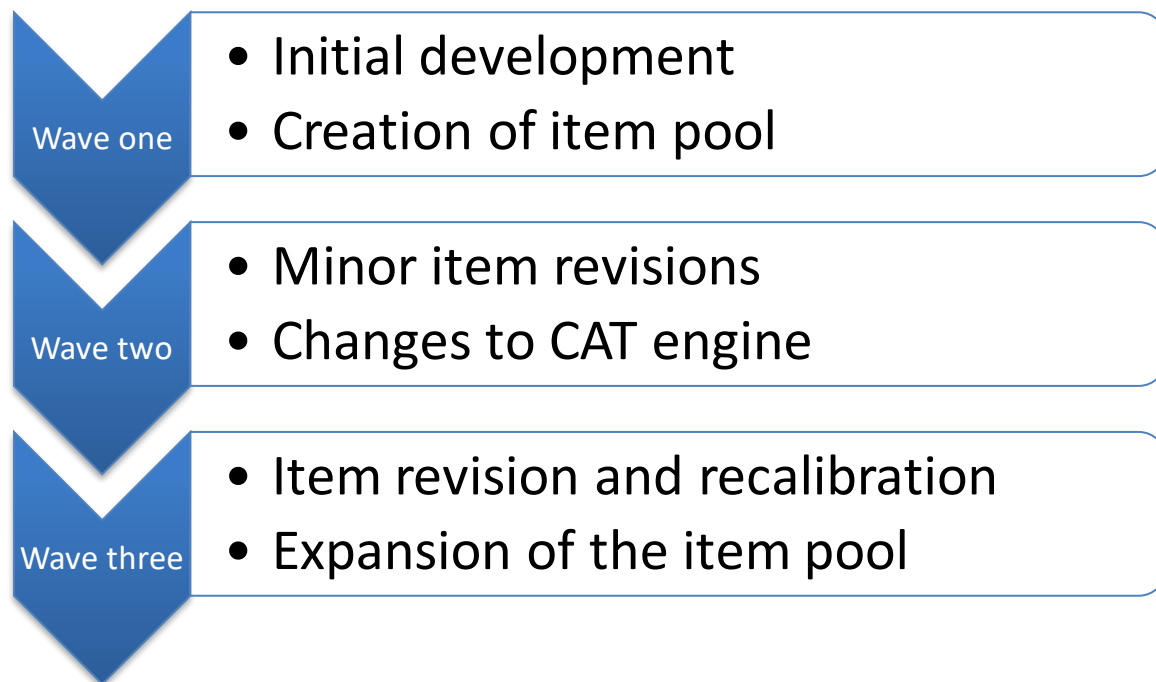 Wave one
• Initial development
• Creation of item pool
Wave two
• Minor item revisions
• Changes to CAT engine
Wave three
• Item revision and recalibration
• Expansion of the item pool